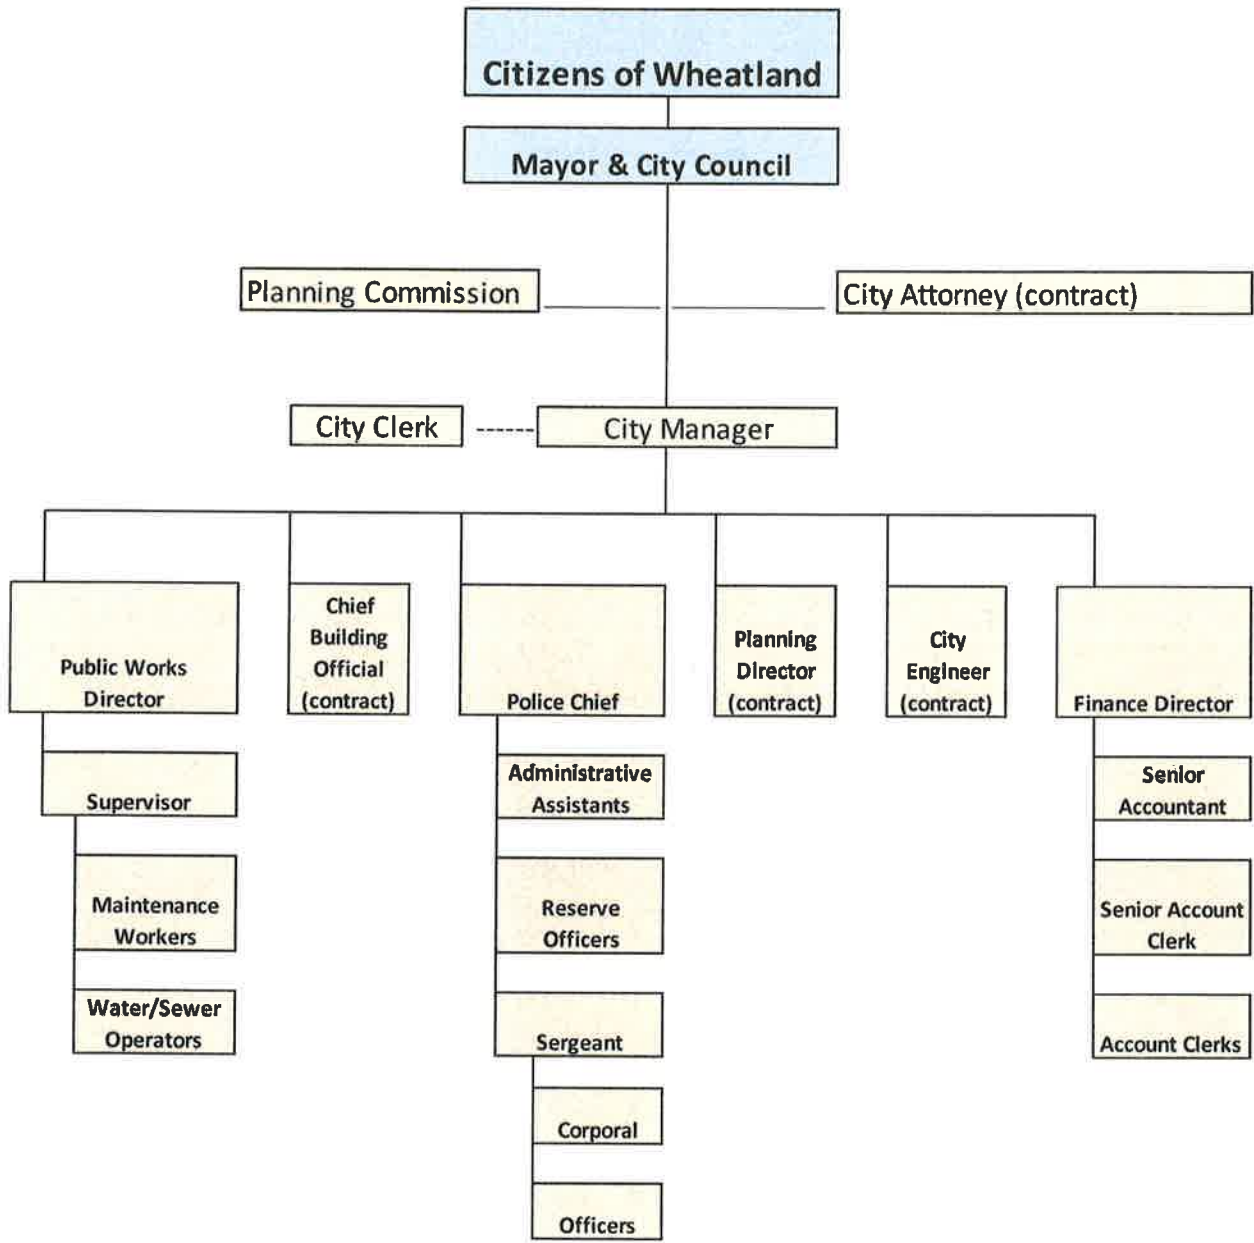 Citizens of Wheatland
Mayor & City Council
Planning Commission
City Attorney (contract)
City Clerk
City Manager
Public Works
Director
Chief
Building
Official
(contract)
Police Chief
Planning
Director
(contract)
City
Engineer
(contract)
Finance Director
Supervisor
Maintenance
Workers
Water/Sewer
Operators
Administrative
Assistants
Reserve
Officers
Sergeant
Corporal
Officers
Senior
Accountant
Senior Account
Clerk
Account Clerks